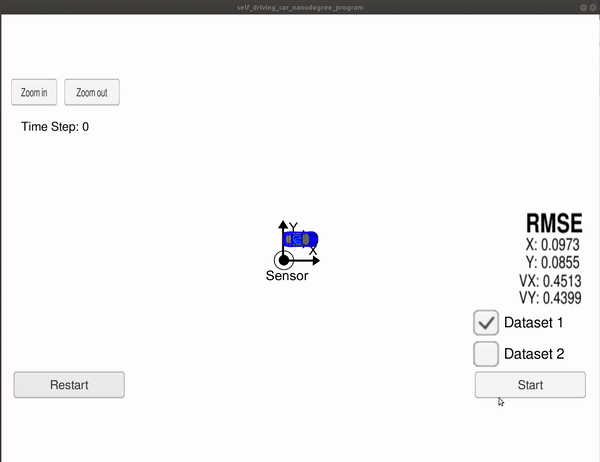 self_driving_car_nanodegree_program
Zoom in
Zoom out
Time Step: 0
Y
X
Sensor
RMSE
X: 0.0973
Y: 0.0855
VX: 0.4513
VY: 0.4399
Dataset 1
Dataset 2
Restart
Start